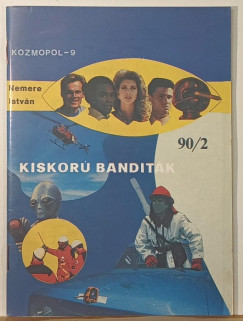 KOZMOPOL-9
Nemere
István
90/2
KISKORÚ BANDITÁK